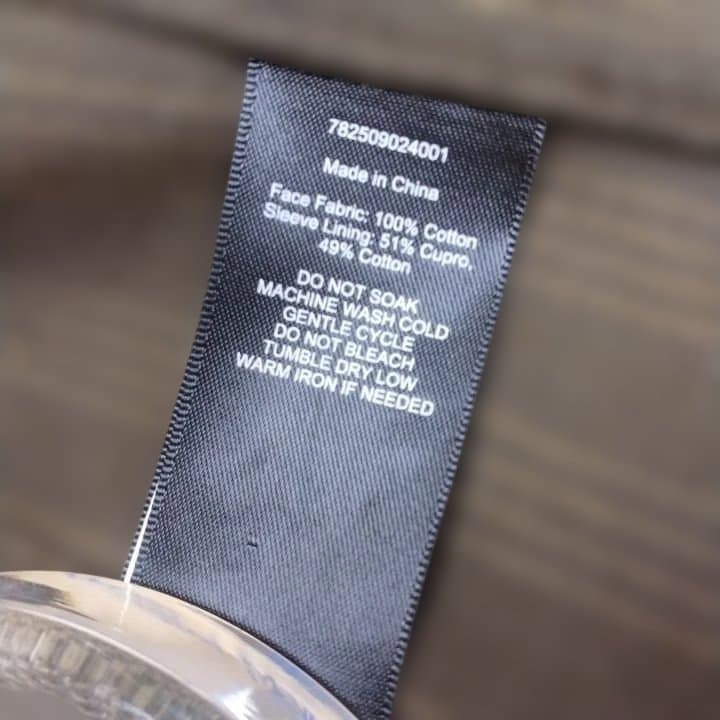 782509024001
Made in China
Face Fabric: 100% Cotton
Sleeve Lining: 51% Cupro,
49% Cotton
DO NOT SOAK
MACHINE WASH COLD
GENTLE CYCLE
DO NOT BLEACH
TUMBLE DRY LOW
WARM IRON IF NEEDED